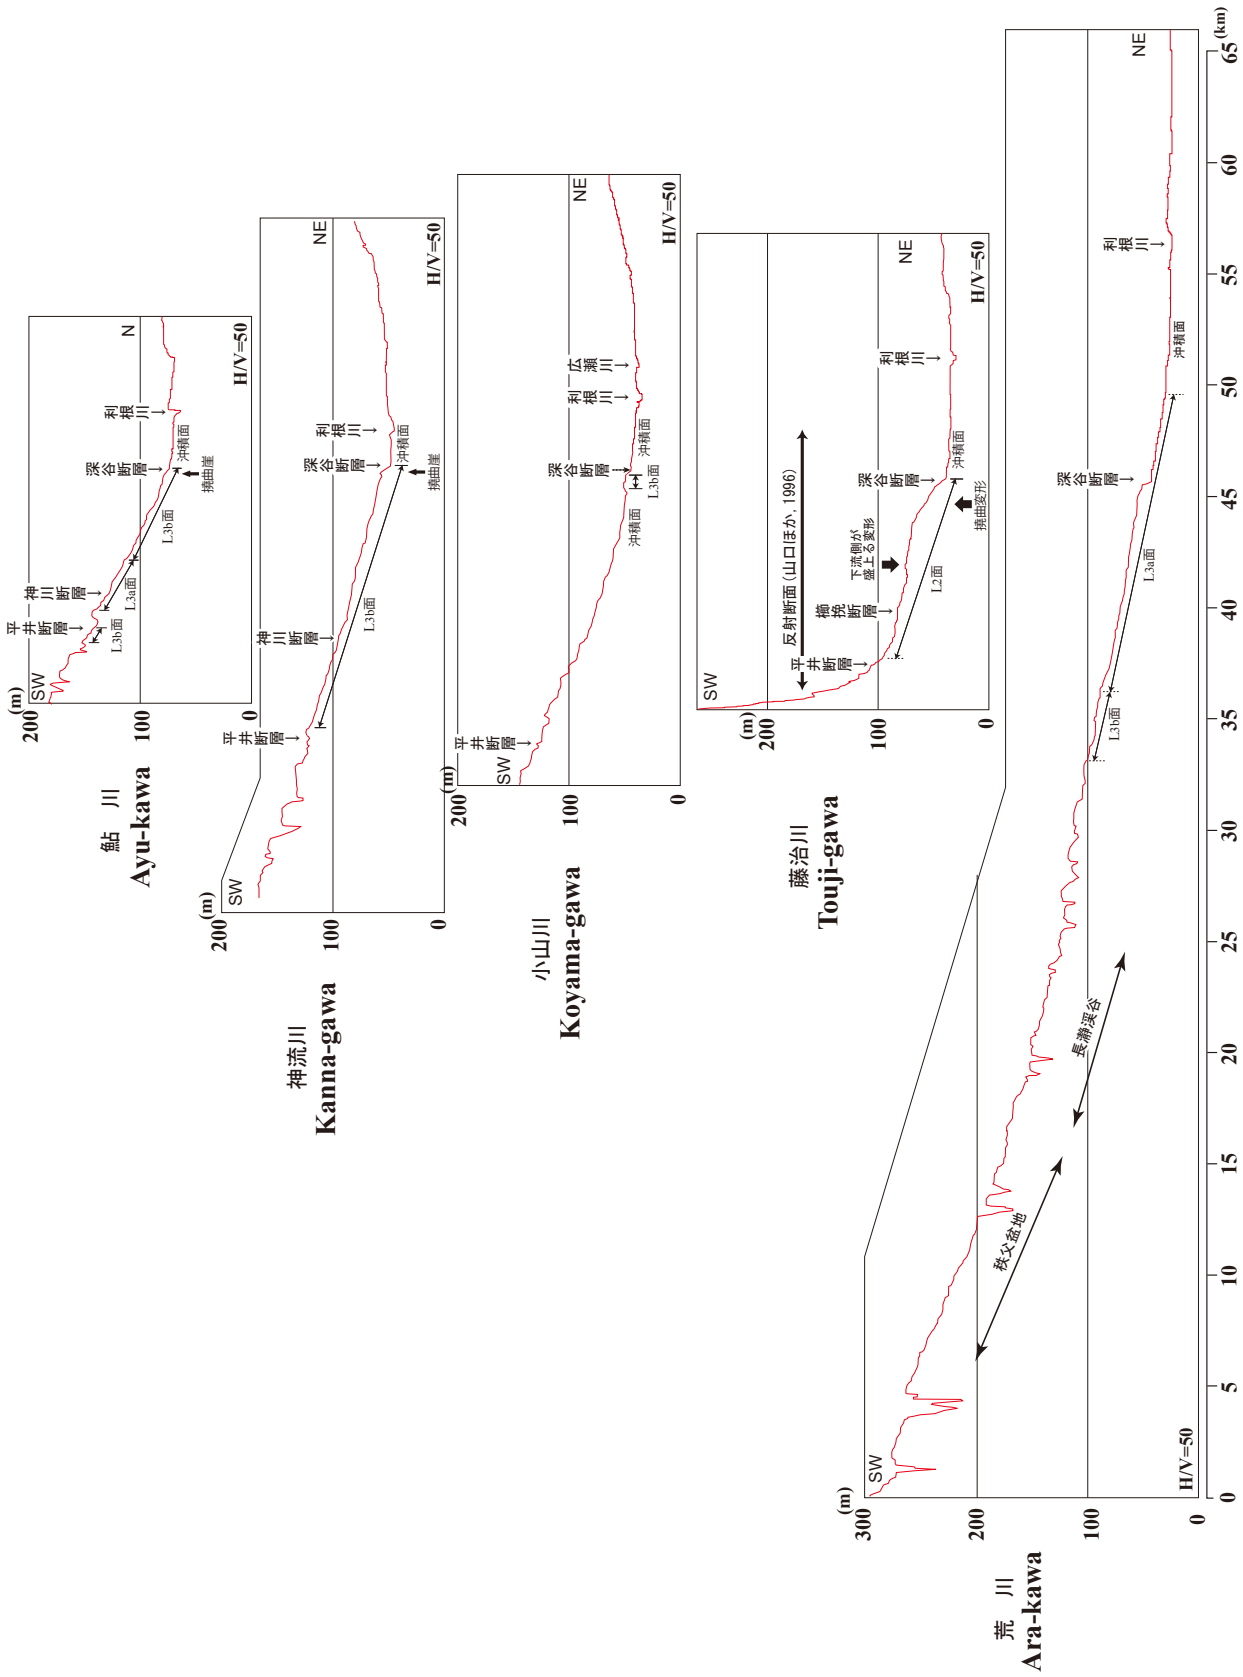 鮎 川
Ayu-kawa
(m)
200
100
0
SW
N
平井断層
神川断層
深谷断層
利根川
L3b面
L3a面
L3b面
沖積面
撓曲崖
H/V=50
神流川
Kanna-gawa
(m)
200
100
0
SW
NE
平井断層
神川断層
深谷断層
利根川
L3b面
沖積面
撓曲崖
H/V=50
小山川
Koyama-gawa
(m)
200
100
0
SW
NE
平井断層
深谷断層
利根川
広瀬川
沖積面
L3b面
沖積面
H/V=50
藤治川
Touji-gawa
(m)
200
100
0
SW
NE
反射断面(山口ほか, 1996)
平井断層
櫛挽断層
下流側が
盛上る変形
深谷断層
利根川
L2面
撓曲変形
沖積面
H/V=50
荒 川
Ara-kawa
(m)
300
200
100
0
SW
NE
秩父盆地
長瀞渓谷
L3b面
L3a面
深谷断層
沖積面
利根川
H/V=50
0
5
10
15
20
25
30
35
40
45
50
55
60
65
(km)